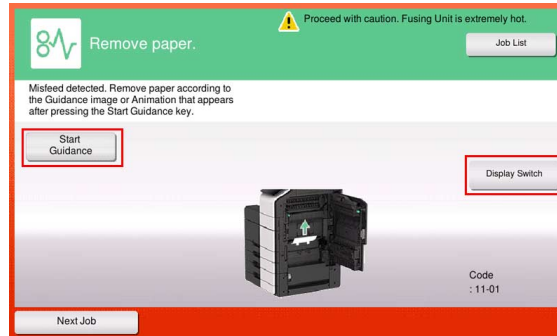 Proceed with caution. Fusing Unit is extremely hot.
Remove paper.
Job List
Misfeed detected. Remove paper according to
the Guidance image or Animation that appears
after pressing the Start Guidance key.
Start
Guidance
Display Switch
Code
: 11-01
Next Job